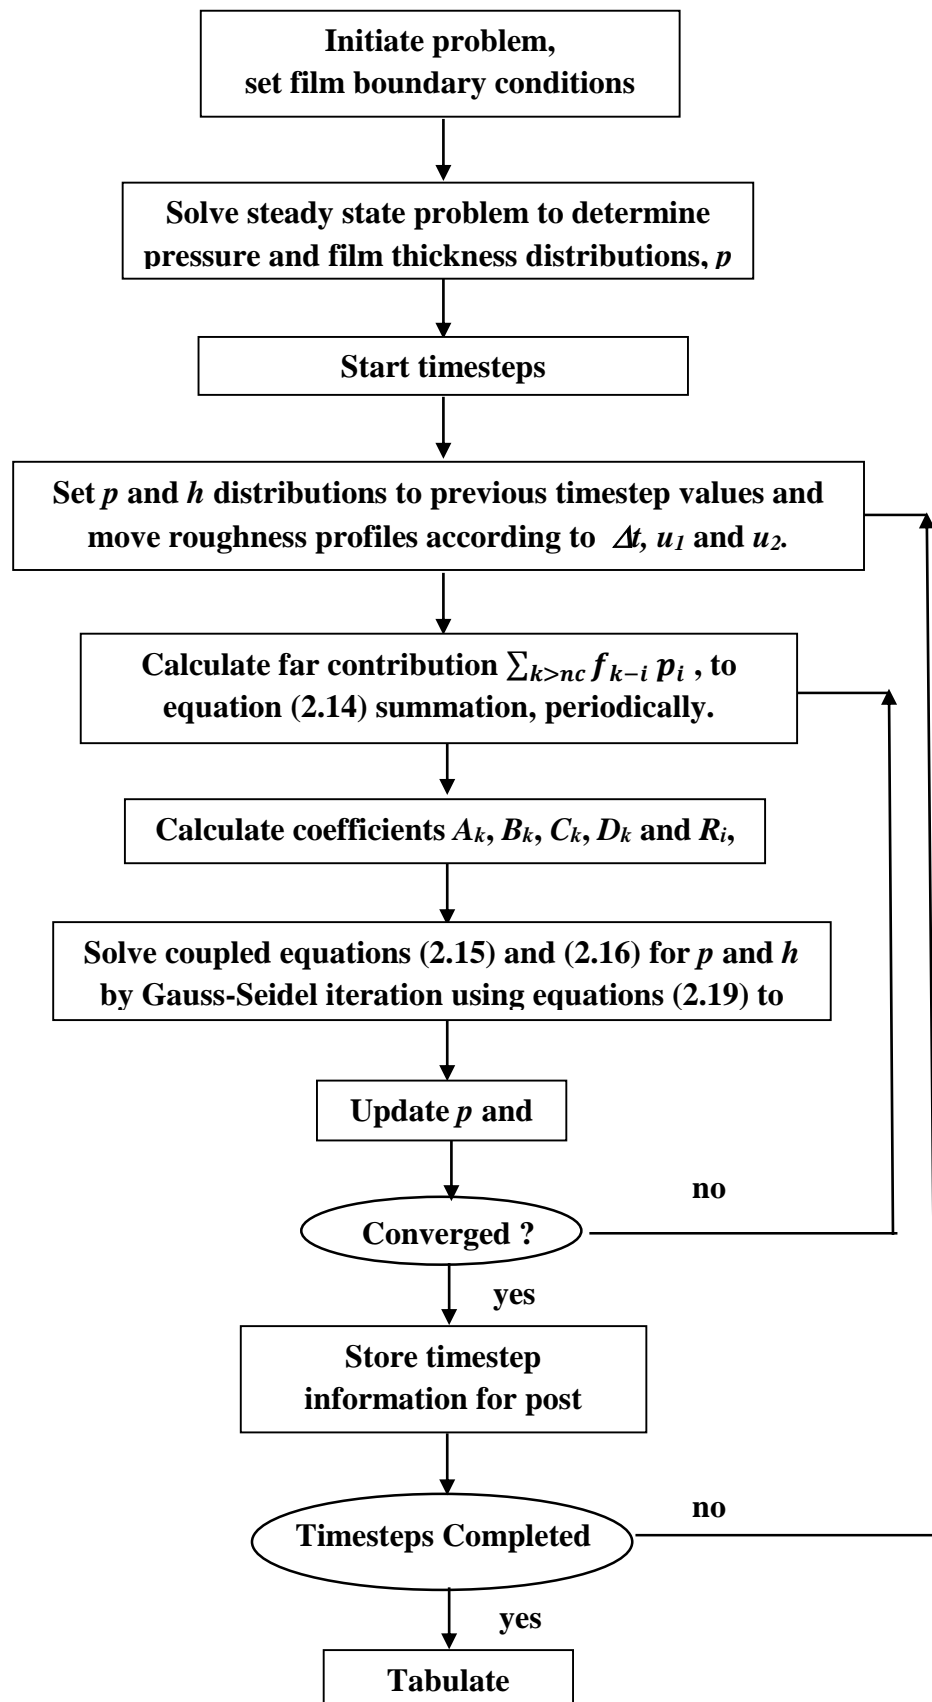 Initiate problem,
set film boundary conditions
Solve steady state problem to determine
pressure and film thickness distributions, p
Start timesteps
Set p and h distributions to previous timestep values and
move roughness profiles according to Δt, u₁ and u₂.
Calculate far contribution ∑ₖ>ₙc fₖ₋ᵢ pᵢ , to
equation (2.14) summation, periodically.
Calculate coefficients Aₖ, Bₖ, Cₖ, Dₖ and Rᵢ,
Solve coupled equations (2.15) and (2.16) for p and h
by Gauss-Seidel iteration using equations (2.19) to
Update p and
no
Converged ?
yes
Store timestep
information for post
no
Timesteps Completed
yes
Tabulate